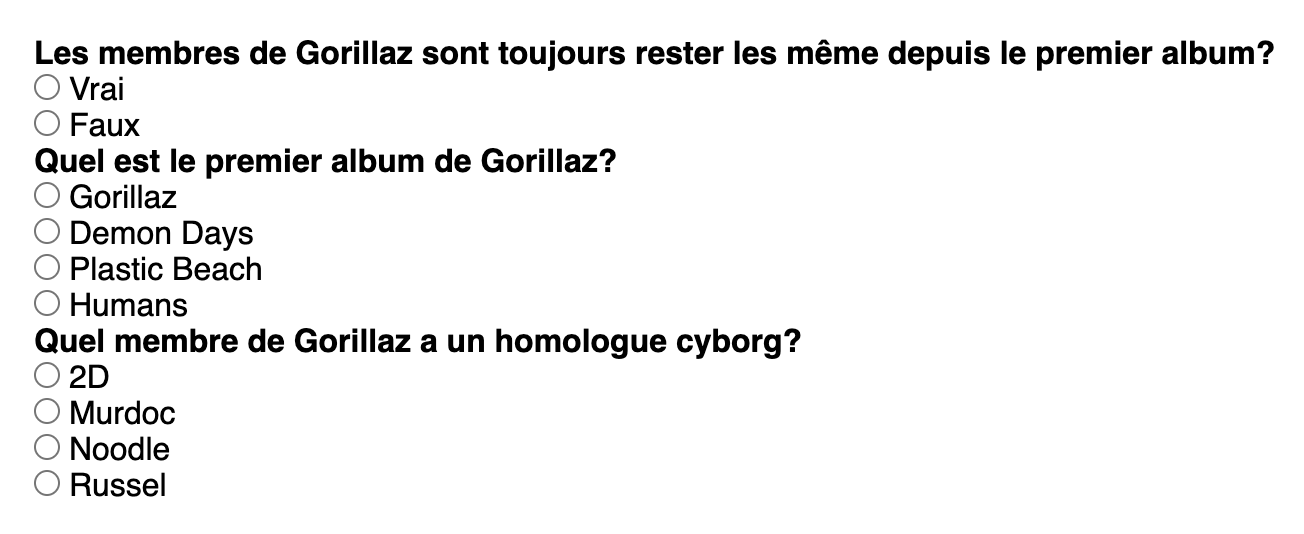 Les membres de Gorillaz sont toujours rester les même depuis le premier album?
Vrai
Faux
Quel est le premier album de Gorillaz?
Gorillaz
Demon Days
Plastic Beach
Humans
Quel membre de Gorillaz a un homologue cyborg?
2D
Murdoc
Noodle
Russel